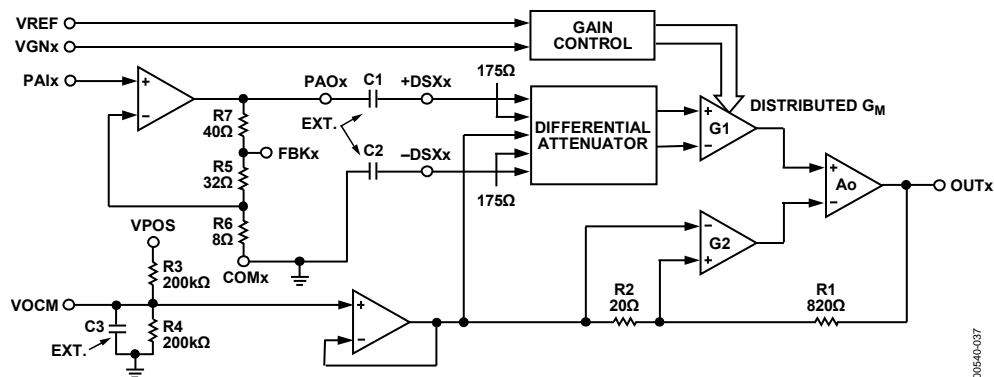 VREF
VGNx
PAIx
GAIN
CONTROL
PAOx
C1
+DSXx
175Ω
+
−
R7
40Ω
EXT.
FBKx
R5
32Ω
C2
−DSXx
175Ω
DIFFERENTIAL
ATTENUATOR
+
G1
−
DISTRIBUTED GM
+
Ao
−
OUTx
−
G2
+
R6
8Ω
COMx
VPOS
R3
200kΩ
VOCM
C3
EXT.
R4
200kΩ
+
−
R2
20Ω
R1
820Ω
00540-037